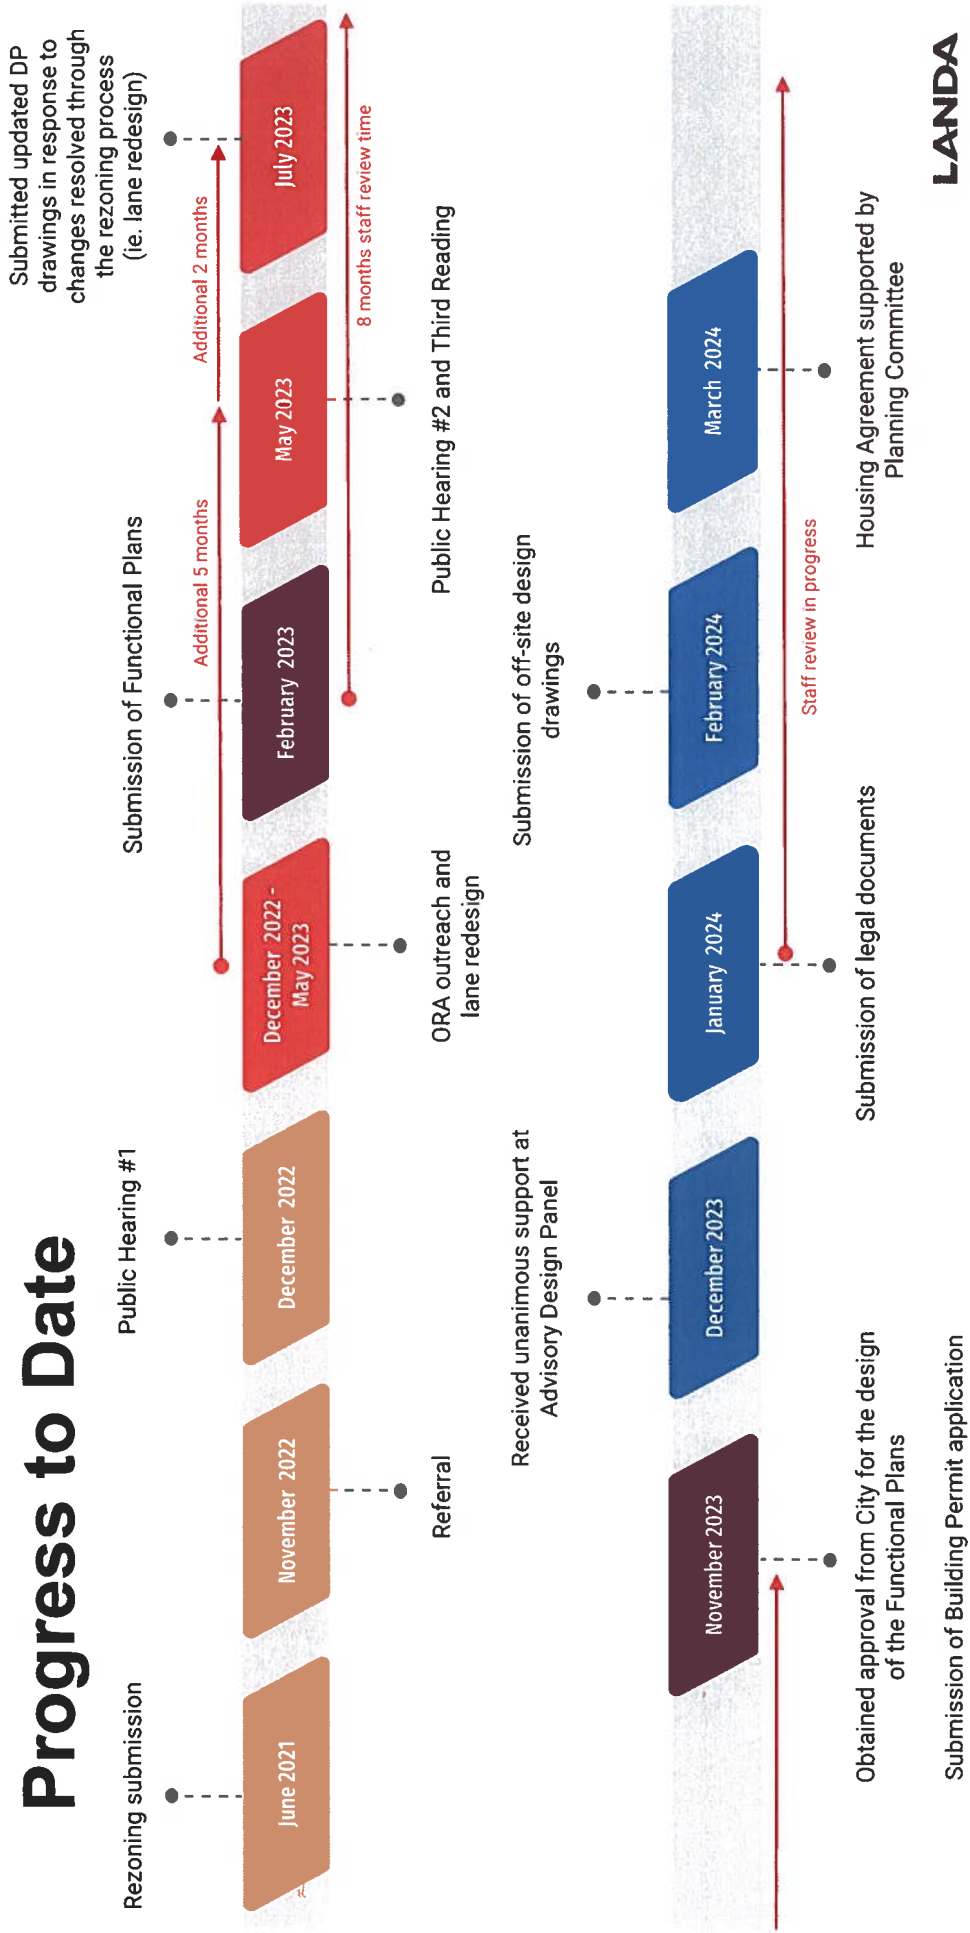 Progress to Date
Rezoning submission
June 2021
November 2022
Referral
Public Hearing #1
December 2022
December 2022 -
May 2023
ORA outreach and
lane redesign
Submission of Functional Plans
February 2023
Additional 5 months
May 2023
Public Hearing #2 and Third Reading
Additional 2 months
8 months staff review time
Submitted updated DP
drawings in response to
changes resolved through
the rezoning process
(ie. lane redesign)
July 2023
November 2023
Obtained approval from City for the design
of the Functional Plans
Submission of Building Permit application
Received unanimous support at
Advisory Design Panel
December 2023
January 2024
Submission of legal documents
Submission of off-site design
drawings
February 2024
Staff review in progress
March 2024
Housing Agreement supported by
Planning Committee
LANDA